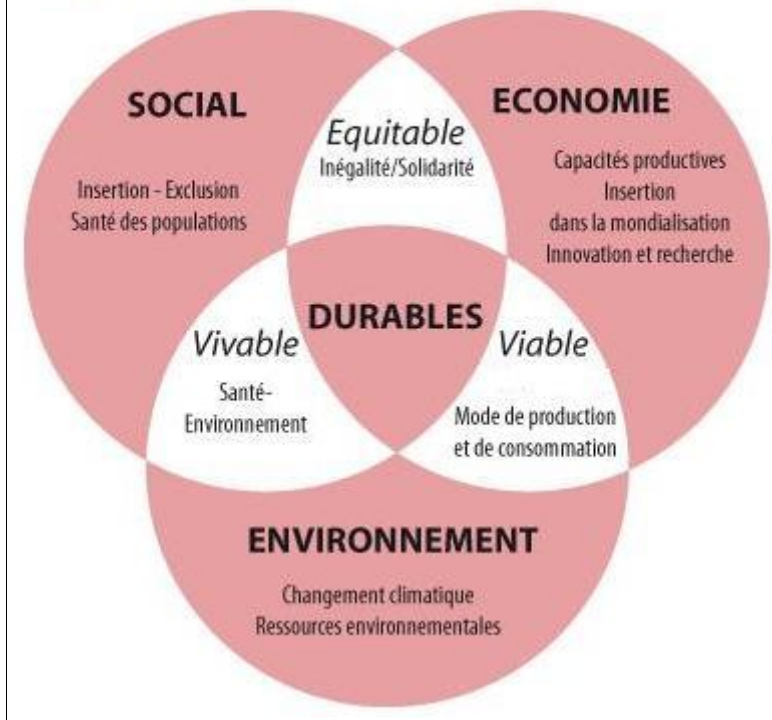 SOCIAL
Insertion - Exclusion
Santé des populations
Equitable
Inégalité/Solidarité
ECONOMIE
Capacités productives
Insertion
dans la mondialisation
Innovation et recherche
DURABLES
Vivable
Santé-
Environnement
Viable
Mode de production
et de consommation
ENVIRONNEMENT
Changement climatique
Ressources environnementales